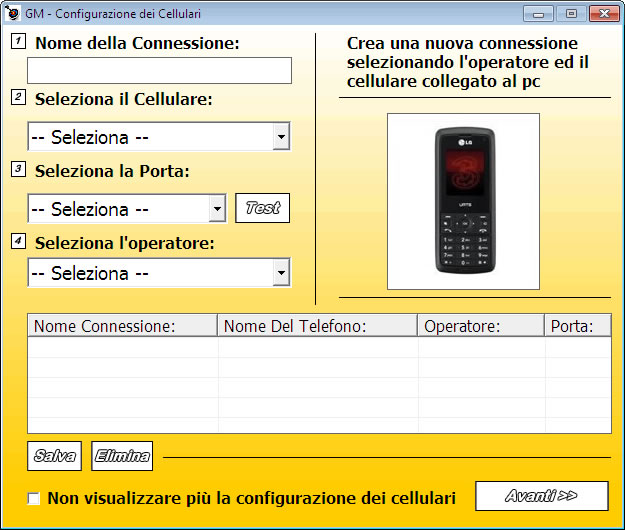 GM - Configurazione dei Cellulari
1 Nome della Connessione:
Crea una nuova connessione
selezionando l'operatore ed il
cellulare collegato al pc
2 Seleziona il Cellulare:
-- Seleziona --
3 Seleziona la Porta:
-- Seleziona --
Test
4 Seleziona l'operatore:
-- Seleziona --
LG
Nome Connessione: Nome Del Telefono: Operatore: Porta:
Salva Elimina
Non visualizzare più la configurazione dei cellulari
Avanti >>